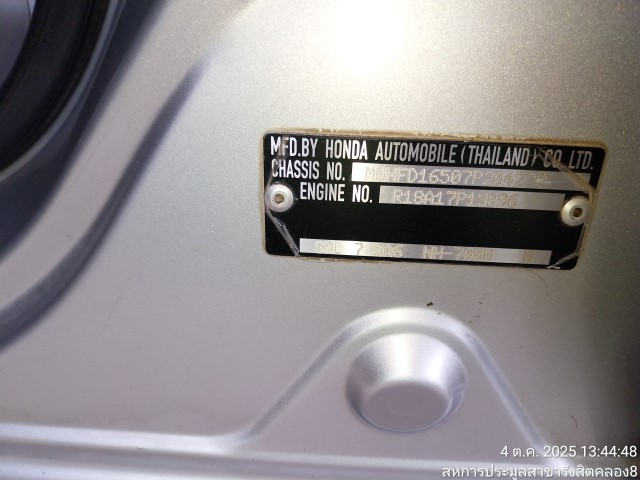 MFD.BY HONDA AUTOMOBILE (THAILAND) CO., LTD.
CHASSIS NO.
ENGINE NO. R18A17P13996
4 ต.ค. 2025 13:44:48
สหการประมูลสาขารังสิตคลอง8